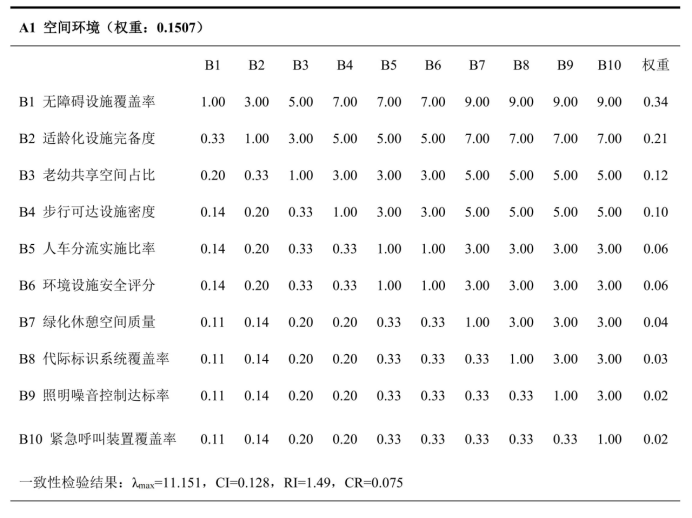 A1 空间环境（权重：0.1507）
B1 B2 B3 B4 B5 B6 B7 B8 B9 B10 权重
B1 无障碍设施覆盖率 1.00 3.00 5.00 7.00 7.00 7.00 9.00 9.00 9.00 9.00 0.34
B2 适龄化设施完备度 0.33 1.00 3.00 5.00 5.00 5.00 7.00 7.00 7.00 7.00 0.21
B3 老幼共享空间占比 0.20 0.33 1.00 3.00 3.00 3.00 5.00 5.00 5.00 5.00 0.12
B4 步行可达设施密度 0.14 0.20 0.33 1.00 3.00 3.00 5.00 5.00 5.00 5.00 0.10
B5 人车分流实施比率 0.14 0.20 0.33 0.33 1.00 1.00 3.00 3.00 3.00 3.00 0.06
B6 环境设施安全评分 0.14 0.20 0.33 0.33 1.00 1.00 3.00 3.00 3.00 3.00 0.06
B7 绿化休憩空间质量 0.11 0.14 0.20 0.20 0.33 0.33 1.00 3.00 3.00 3.00 0.04
B8 代际标识系统覆盖率 0.11 0.14 0.20 0.20 0.33 0.33 0.33 1.00 3.00 3.00 0.03
B9 照明噪音控制达标率 0.11 0.14 0.20 0.20 0.33 0.33 0.33 0.33 1.00 3.00 0.02
B10 紧急呼叫装置覆盖率 0.11 0.14 0.20 0.20 0.33 0.33 0.33 0.33 0.33 1.00 0.02
一致性检验结果：λmax=11.151，CI=0.128，RI=1.49，CR=0.075